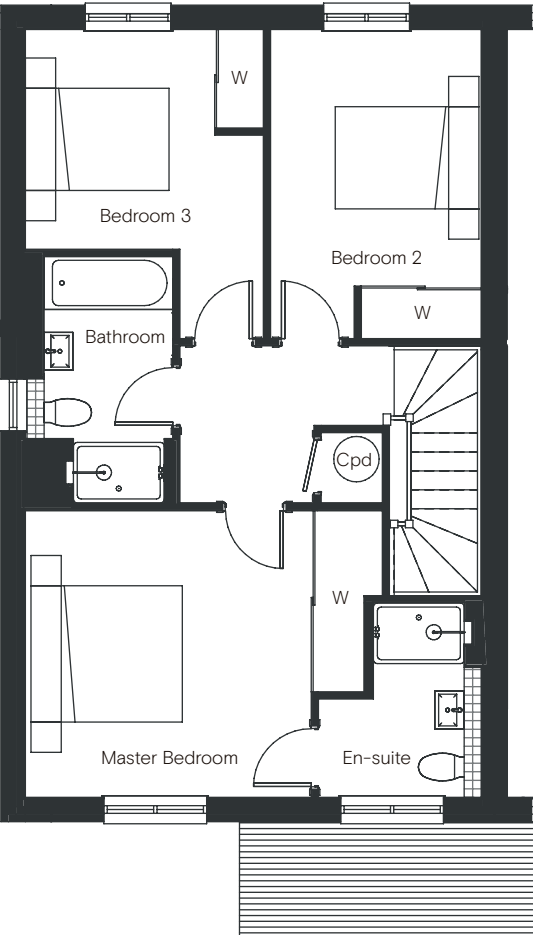 W
Bedroom 3
Bedroom 2
W
Bathroom
Cpd
W
Master Bedroom
En-suite